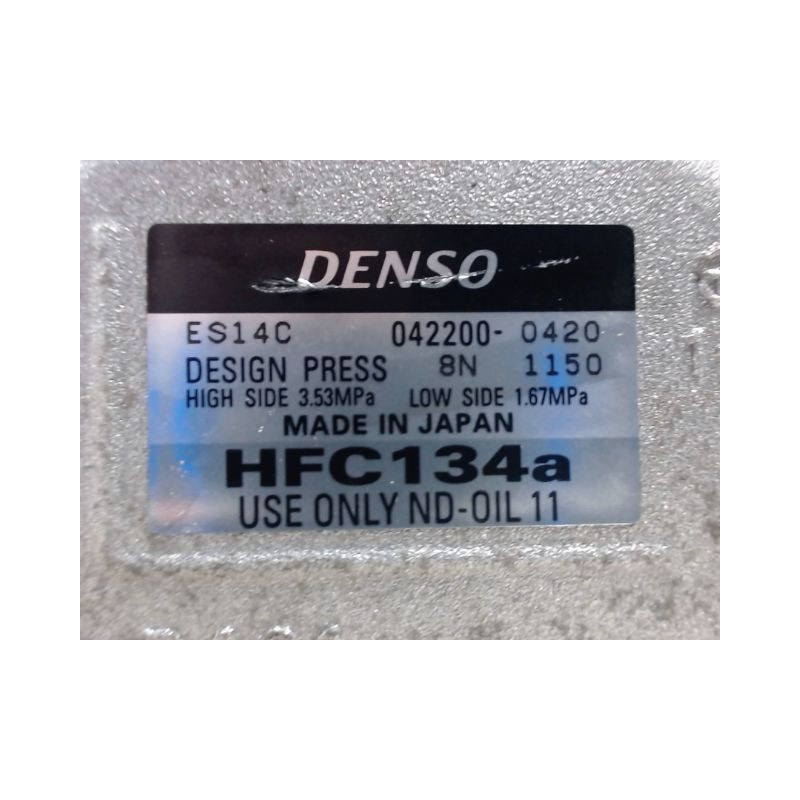 DENSO
ES14C 042200-0420
DESIGN PRESS 8N 1150
HIGH SIDE 3.53MPa LOW SIDE 1.67MPa
MADE IN JAPAN
HFC134a
USE ONLY ND-OIL 11